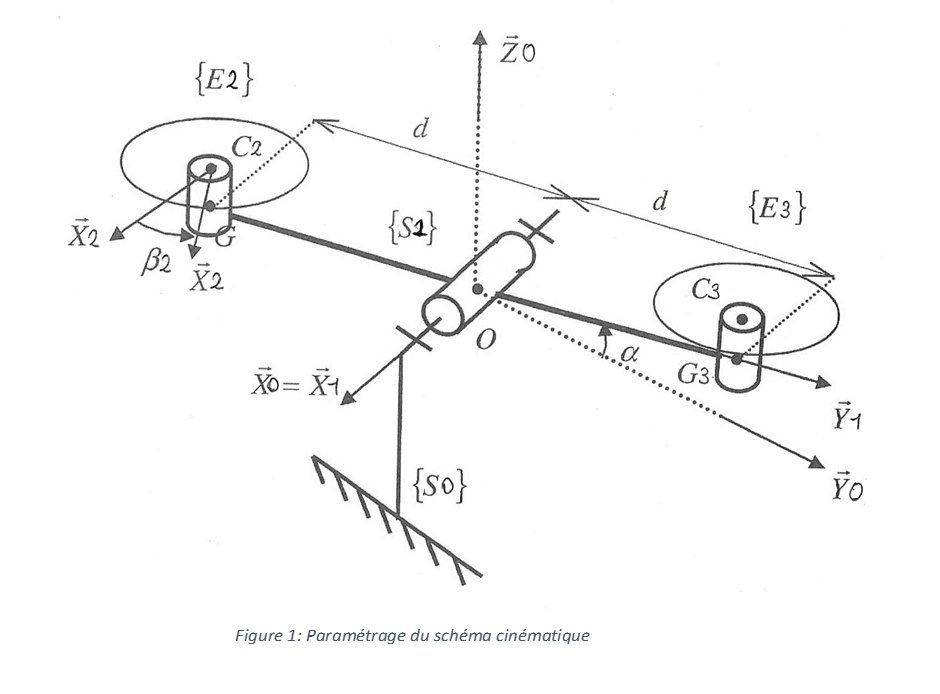 Z0
{E2}
C2
d
d
{E3}
X2
G
{S1}
β2
X2
O
C3
α
G3
X0 = X1
Y1
{S0}
Y0
Figure 1: Paramétrage du schéma cinématique